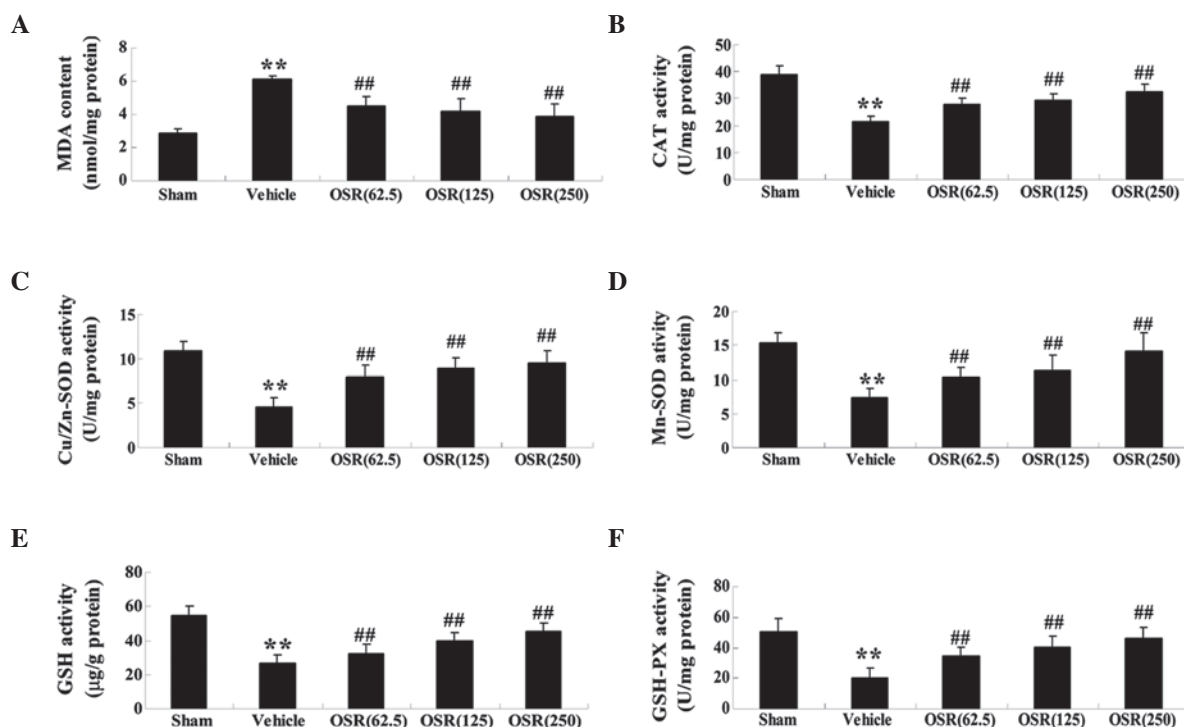 A
MDA content
(nmol/mg protein)
8
6
4
2
0
**
##
##
##
Sham Vehicle OSR(62.5) OSR(125) OSR(250)
B
CAT activity
(U/mg protein)
50
40
30
20
10
0
**
##
##
##
Sham Vehicle OSR(62.5) OSR(125) OSR(250)
C
Cu/Zn-SOD activity
(U/mg protein)
15
10
5
0
**
##
##
##
Sham Vehicle OSR(62.5) OSR(125) OSR(250)
D
Mn-SOD ativity
(U/mg protein)
20
15
10
5
0
**
##
##
##
Sham Vehicle OSR(62.5) OSR(125) OSR(250)
E
GSH activity
(μg/g protein)
80
60
40
20
0
**
##
##
##
Sham Vehicle OSR(62.5) OSR(125) OSR(250)
F
GSH-PX activity
(U/mg protein)
80
60
40
20
0
**
##
##
##
Sham Vehicle OSR(62.5) OSR(125) OSR(250)